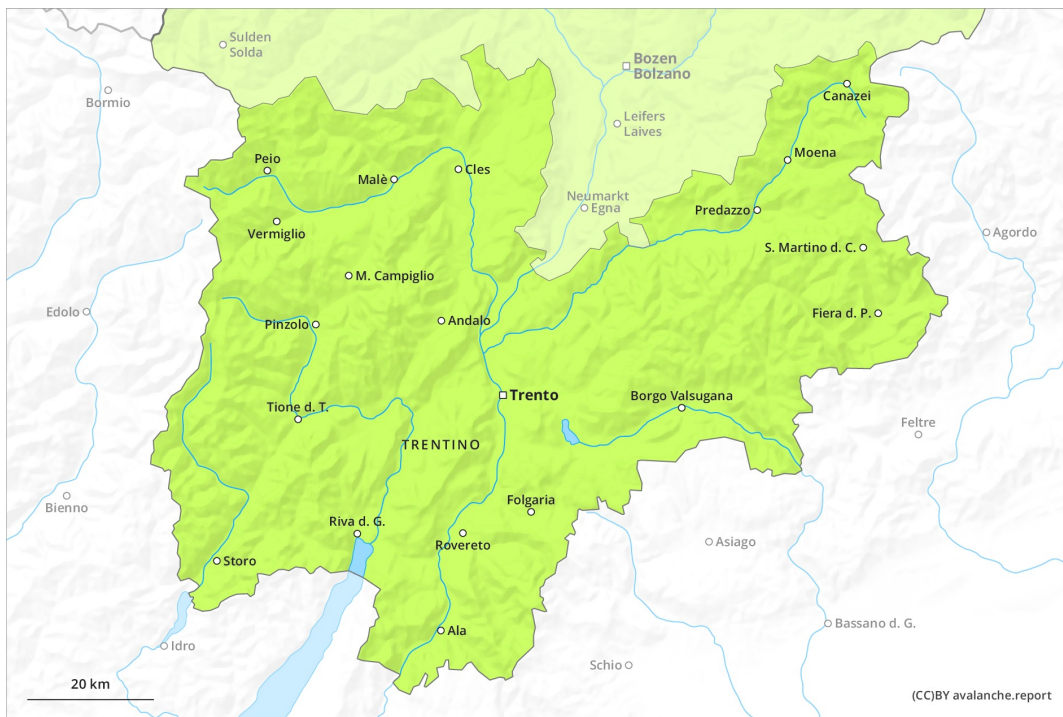 Sulden
Solda
Bozen
Bolzano
Bormio
Canazei
Leifers
Laives
Peio
Malè
Cles
Moena
Neumarkt
Egna
Predazzo
Vermiglio
Agordo
S. Martino d. C.
M. Campiglio
Edolo
Pinzolo
Andalo
Fiera d. P.
Trento
Borgo Valsugana
Tione d. T.
Feltre
TRENTINO
Bienno
Folgaria
Riva d. G.
Rovereto
Asiago
Storo
Bassano d. G.
Ala
Idro
Schio
20 km
(CC)BY avalanche.report